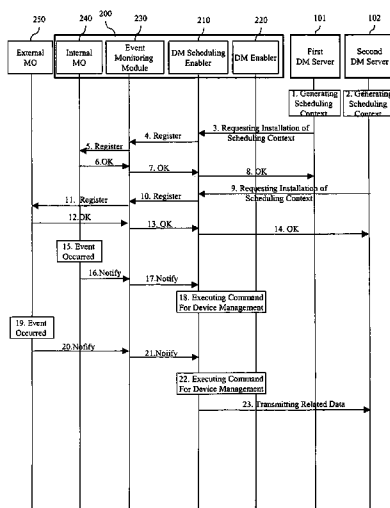 200
250
240
230
210
220
101
102
External
MO
Internal
MO
Event
Monitoring
Module
DM Scheduling
Enabler
DM Enabler
First
DM Server
Second
DM Server
1. Generating
Scheduling
Context
2. Generating
Scheduling
Context
3. Requesting Installation of
Scheduling Context
4. Register
5. Register
6.OK
7. OK
8. OK
9. Requesting Installation of
Scheduling Context
10. Register
11. Register
12.OK
13. OK
14. OK
15. Event
Occurred
16.Notify
17.Notify
18. Executing Command
For Device Management
19. Event
Occurred
20.Notify
21.Notify
22. Executing Command
For Device Management
23. Transmitting Related Data